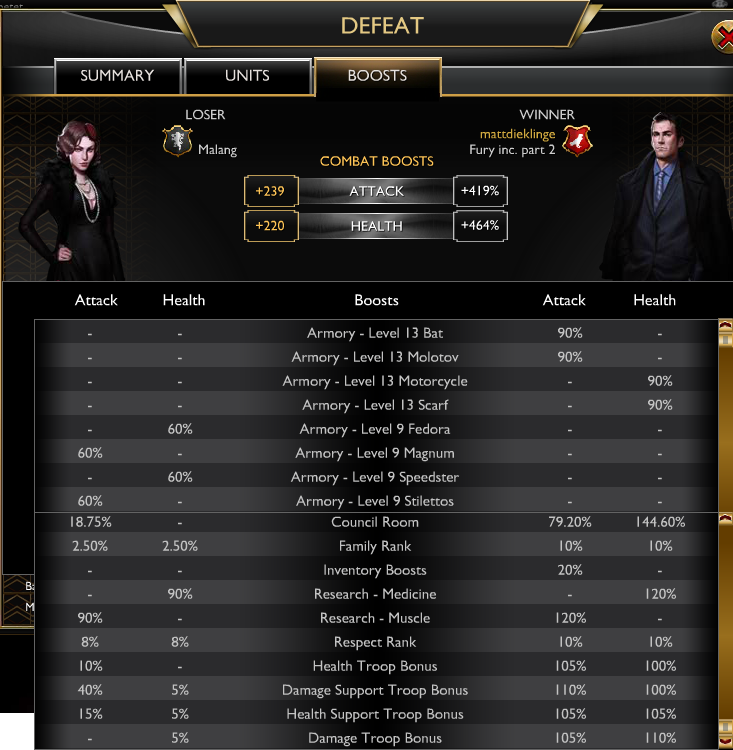 DEFEAT
SUMMARY UNITS BOOSTS
LOSER WINNER
mattdieklinge
Malang Fury inc. part 2
COMBAT BOOSTS
+239 ATTACK +419%
+220 HEALTH +464%
Attack Health Boosts Attack Health
- - Armory - Level 13 Bat 90% -
- - Armory - Level 13 Molotov 90% -
- - Armory - Level 13 Motorcycle - 90%
- - Armory - Level 13 Scarf - 90%
- 60% Armory - Level 9 Fedora - -
60% - Armory - Level 9 Magnum - -
- 60% Armory - Level 9 Speedster - -
60% - Armory - Level 9 Stilettos - -
18.75% - Council Room 79.20% 144.60%
2.50% 2.50% Family Rank 10% 10%
- - Inventory Boosts 20% -
- 90% Research - Medicine - 120%
90% - Research - Muscle 120% -
8% 8% Respect Rank 10% 10%
10% - Health Troop Bonus 105% 100%
40% 5% Damage Support Troop Bonus 110% 100%
15% 5% Health Support Troop Bonus 105% 105%
- 5% Damage Troop Bonus 105% 110%